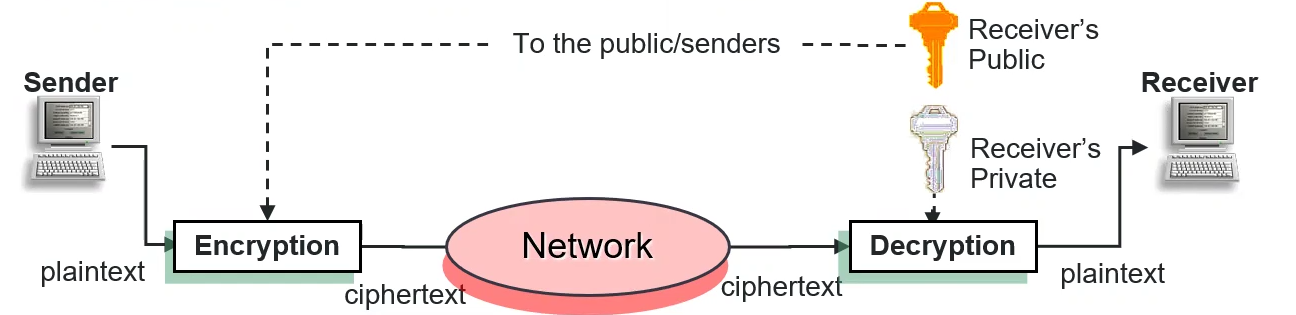 To the public/senders
Receiver's
Public
Sender
Receiver
Receiver's
Private
Encryption
Network
Decryption
plaintext
ciphertext
ciphertext
plaintext